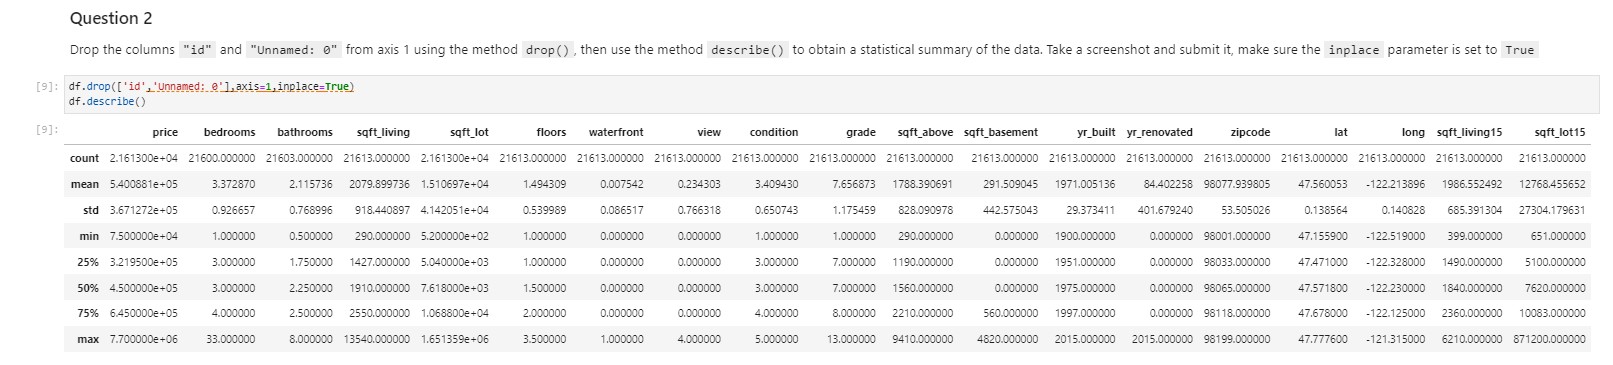 Question 2
Drop the columns "id" and "Unnamed: 0" from axis 1 using the method drop(), then use the method describe() to obtain a statistical summary of the data. Take a screenshot and submit it, make sure the inplace parameter is set to True
[9]: df.drop(['id','Unnamed: 0'],axis=1,inplace=True)
df.describe()
[9]:
price bedrooms bathrooms sqft_living sqft_lot floors waterfront view condition grade sqft_above sqft_basement yr_built yr_renovated zipcode lat long sqft_living15 sqft_lot15
count 2.161300e+04 21600.000000 21603.000000 21613.000000 2.161300e+04 21613.000000 21613.000000 21613.000000 21613.000000 21613.000000 21613.000000 21613.000000 21613.000000 21613.000000 21613.000000 21613.000000 21613.000000 21613.000000 21613.000000
mean 5.400881e+05 3.372870 2.115736 2079.899736 1.510697e+04 1.494309 0.007542 0.234303 3.409430 7.656873 1788.390691 291.509045 1971.005136 84.402258 98077.939805 47.560053 -122.213896 1986.552492 12768.455652
std 3.671272e+05 0.926657 0.768996 918.440897 4.142051e+04 0.539989 0.086517 0.766318 0.650743 1.175459 828.090978 442.575043 29.373411 401.679240 53.505026 0.138564 0.140828 685.391304 27304.179631
min 7.500000e+04 1.000000 0.500000 290.000000 5.200000e+02 1.000000 0.000000 0.000000 1.000000 1.000000 290.000000 0.000000 1900.000000 0.000000 98001.000000 47.155900 -122.519000 399.000000 651.000000
25% 3.219500e+05 3.000000 1.750000 1427.000000 5.040000e+03 1.000000 0.000000 0.000000 3.000000 7.000000 1190.000000 0.000000 1951.000000 0.000000 98033.000000 47.471000 -122.328000 1490.000000 5100.000000
50% 4.500000e+05 3.000000 2.250000 1910.000000 7.618000e+03 1.500000 0.000000 0.000000 3.000000 7.000000 1560.000000 0.000000 1975.000000 0.000000 98065.000000 47.571800 -122.230000 1840.000000 7620.000000
75% 6.450000e+05 4.000000 2.500000 2550.000000 1.068800e+04 2.000000 0.000000 0.000000 4.000000 8.000000 2210.000000 560.000000 1997.000000 0.000000 98118.000000 47.678000 -122.125000 2360.000000 10083.000000
max 7.700000e+06 33.000000 8.000000 13540.000000 1.651359e+06 3.500000 1.000000 4.000000 5.000000 13.000000 9410.000000 4820.000000 2015.000000 2015.000000 98199.000000 47.777600 -121.315000 6210.000000 871200.000000